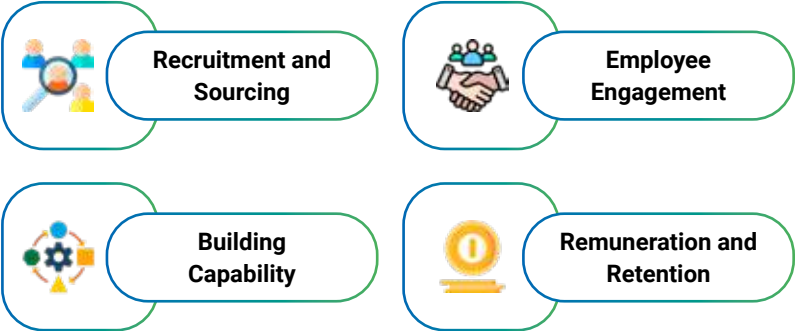 Recruitment and
Sourcing
Employee
Engagement
Building
Capability
Remuneration and
Retention